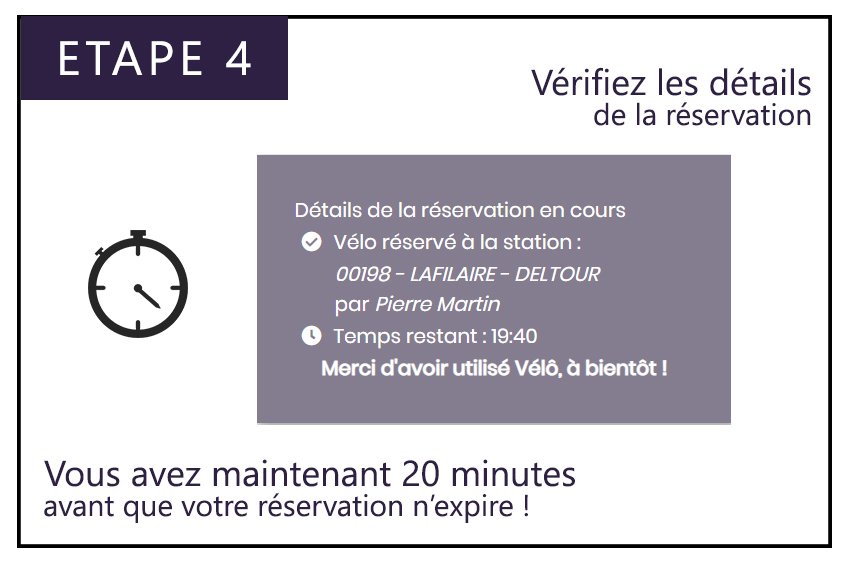 ETAPE 4
Vérifiez les détails
de la réservation
Détails de la réservation en cours
Vélo réservé à la station :
00198 - LAFILAIRE - DELTOUR
par Pierre Martin
Temps restant : 19:40
Merci d'avoir utilisé Vélô, à bientôt !
Vous avez maintenant 20 minutes
avant que votre réservation n’expire !